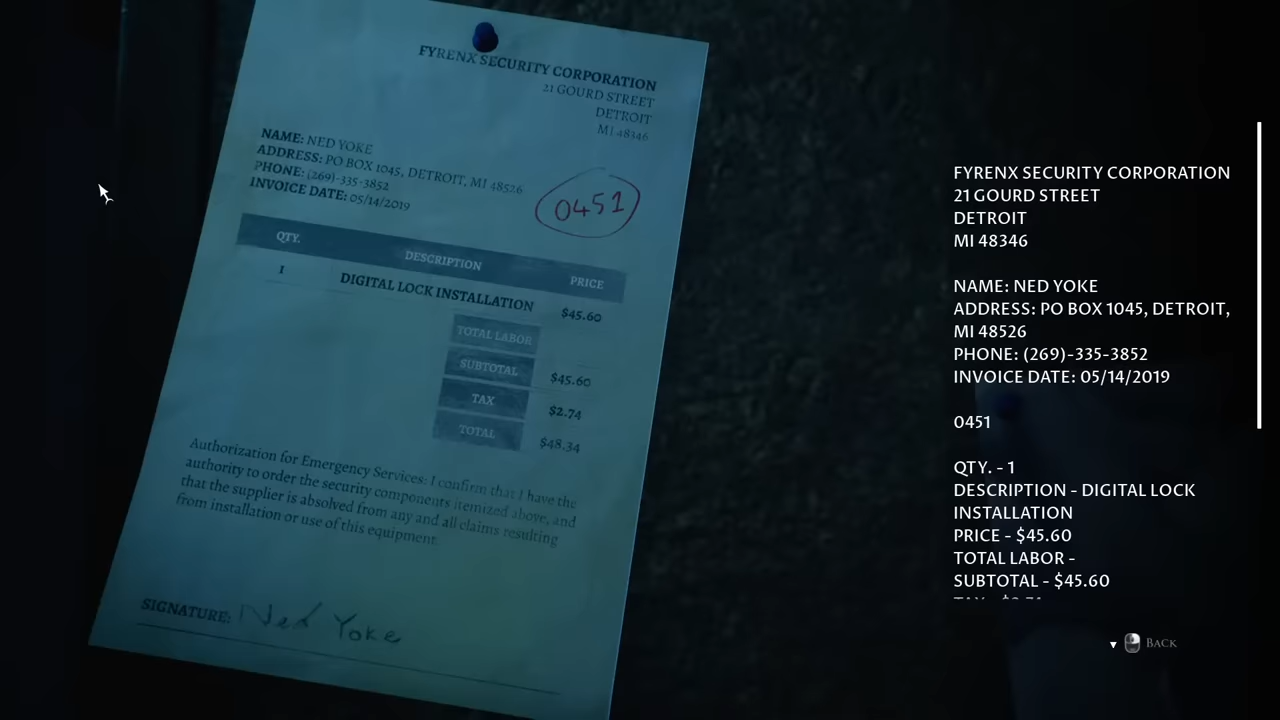 FYRENX SECURITY CORPORATION
21 GOURD STREET
DETROIT
MI 48346
NAME: NED YOKE
ADDRESS: PO BOX 1045, DETROIT, MI 48526
PHONE: (269)-335-3852
INVOICE DATE: 05/14/2019
0451
QTY. DESCRIPTION PRICE
1 DIGITAL LOCK INSTALLATION $45.60
TOTAL LABOR
SUBTOTAL $45.60
TAX $2.74
TOTAL $48.34
Authorization for Emergency Services: I confirm that I have the
authority to order the security components itemized above, and
that the supplier is absolved from any and all claims resulting
from installation or use of this equipment.
SIGNATURE: Ned Yoke
FYRENX SECURITY CORPORATION
21 GOURD STREET
DETROIT
MI 48346
NAME: NED YOKE
ADDRESS: PO BOX 1045, DETROIT,
MI 48526
PHONE: (269)-335-3852
INVOICE DATE: 05/14/2019
0451
QTY. - 1
DESCRIPTION - DIGITAL LOCK
INSTALLATION
PRICE - $45.60
TOTAL LABOR -
SUBTOTAL - $45.60
BACK